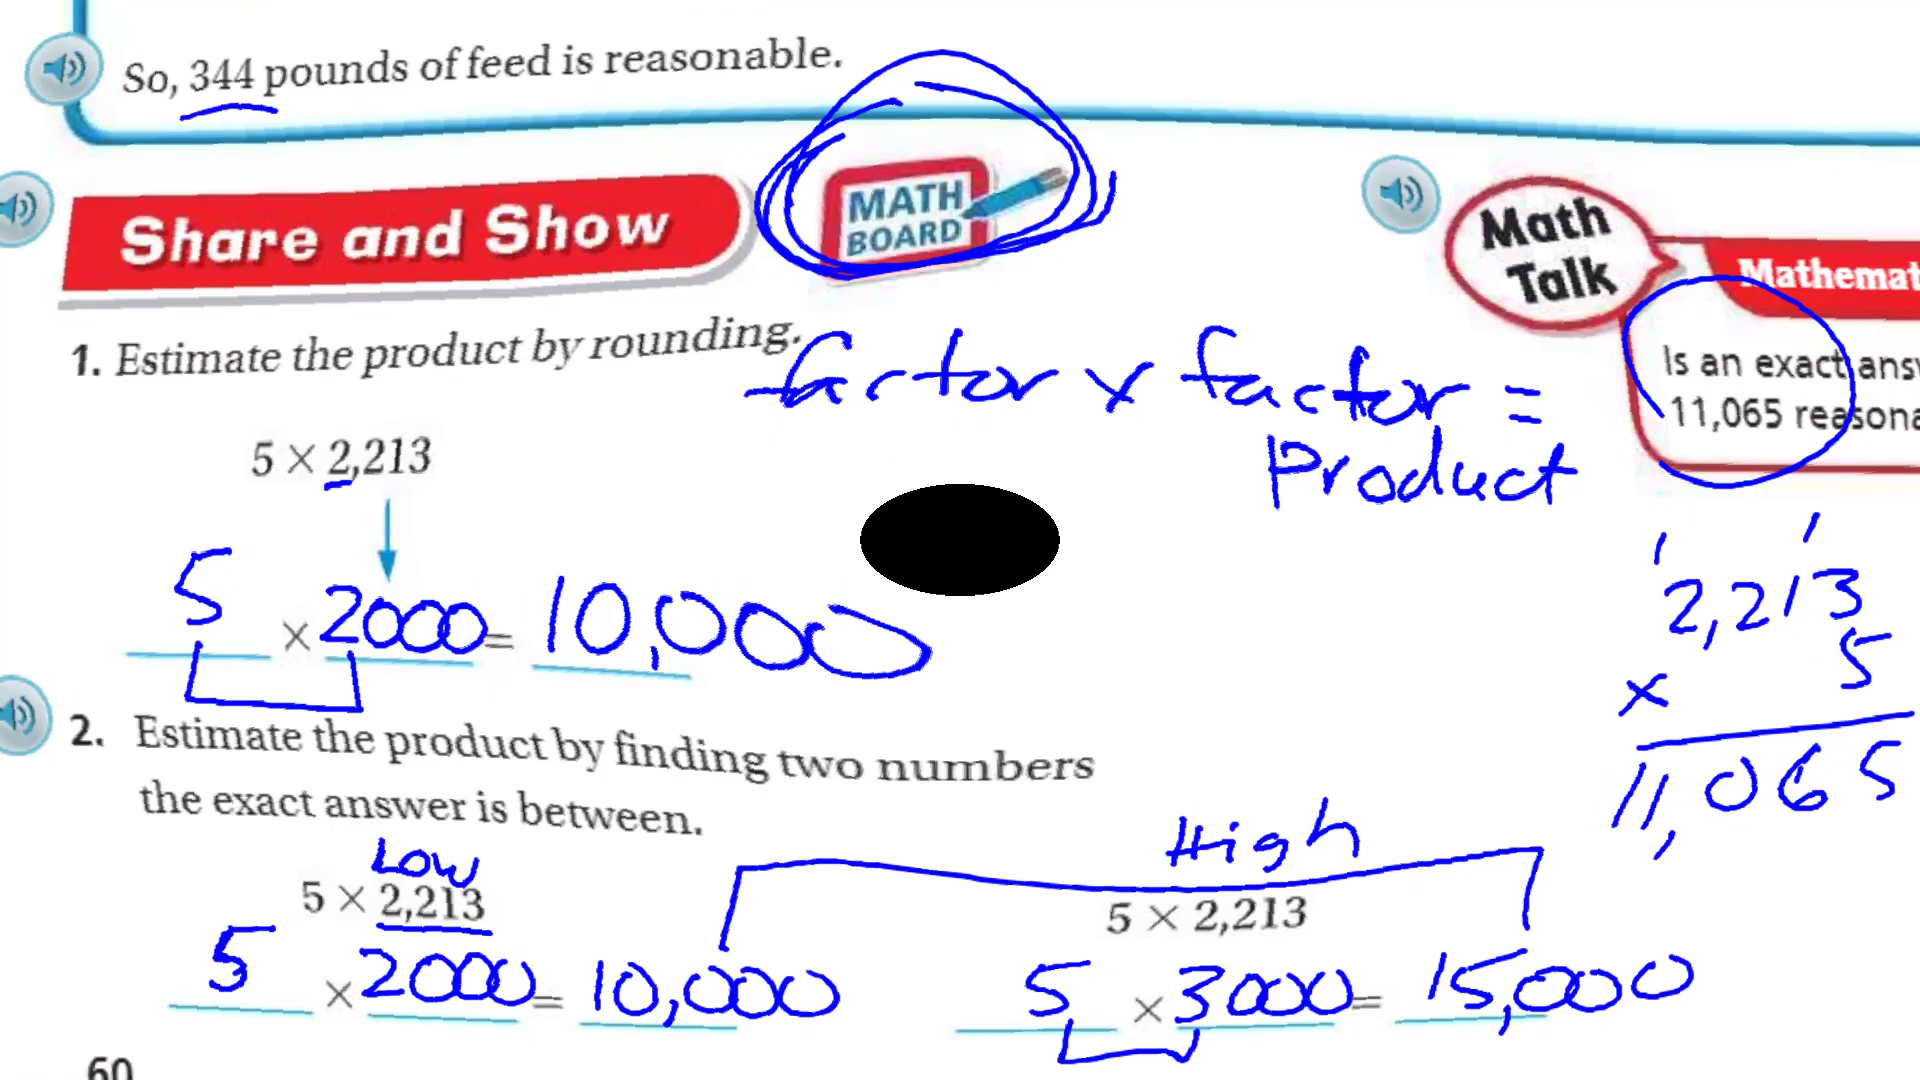 So, 344 pounds of feed is reasonable.
Share and Show
MATH
BOARD
Math
Talk
Mathemat
Is an exact answ
11,065 reasona
1. Estimate the product by rounding.
factor x factor =
Product
5 × 2,213
5 × 2000 = 10,000
1 1
2,213
x 5
11,065
2. Estimate the product by finding two numbers
the exact answer is between.
Low
High
5 × 2,213
5 × 2000 = 10,000
5 × 2,213
5 × 3000 = 15,000
60